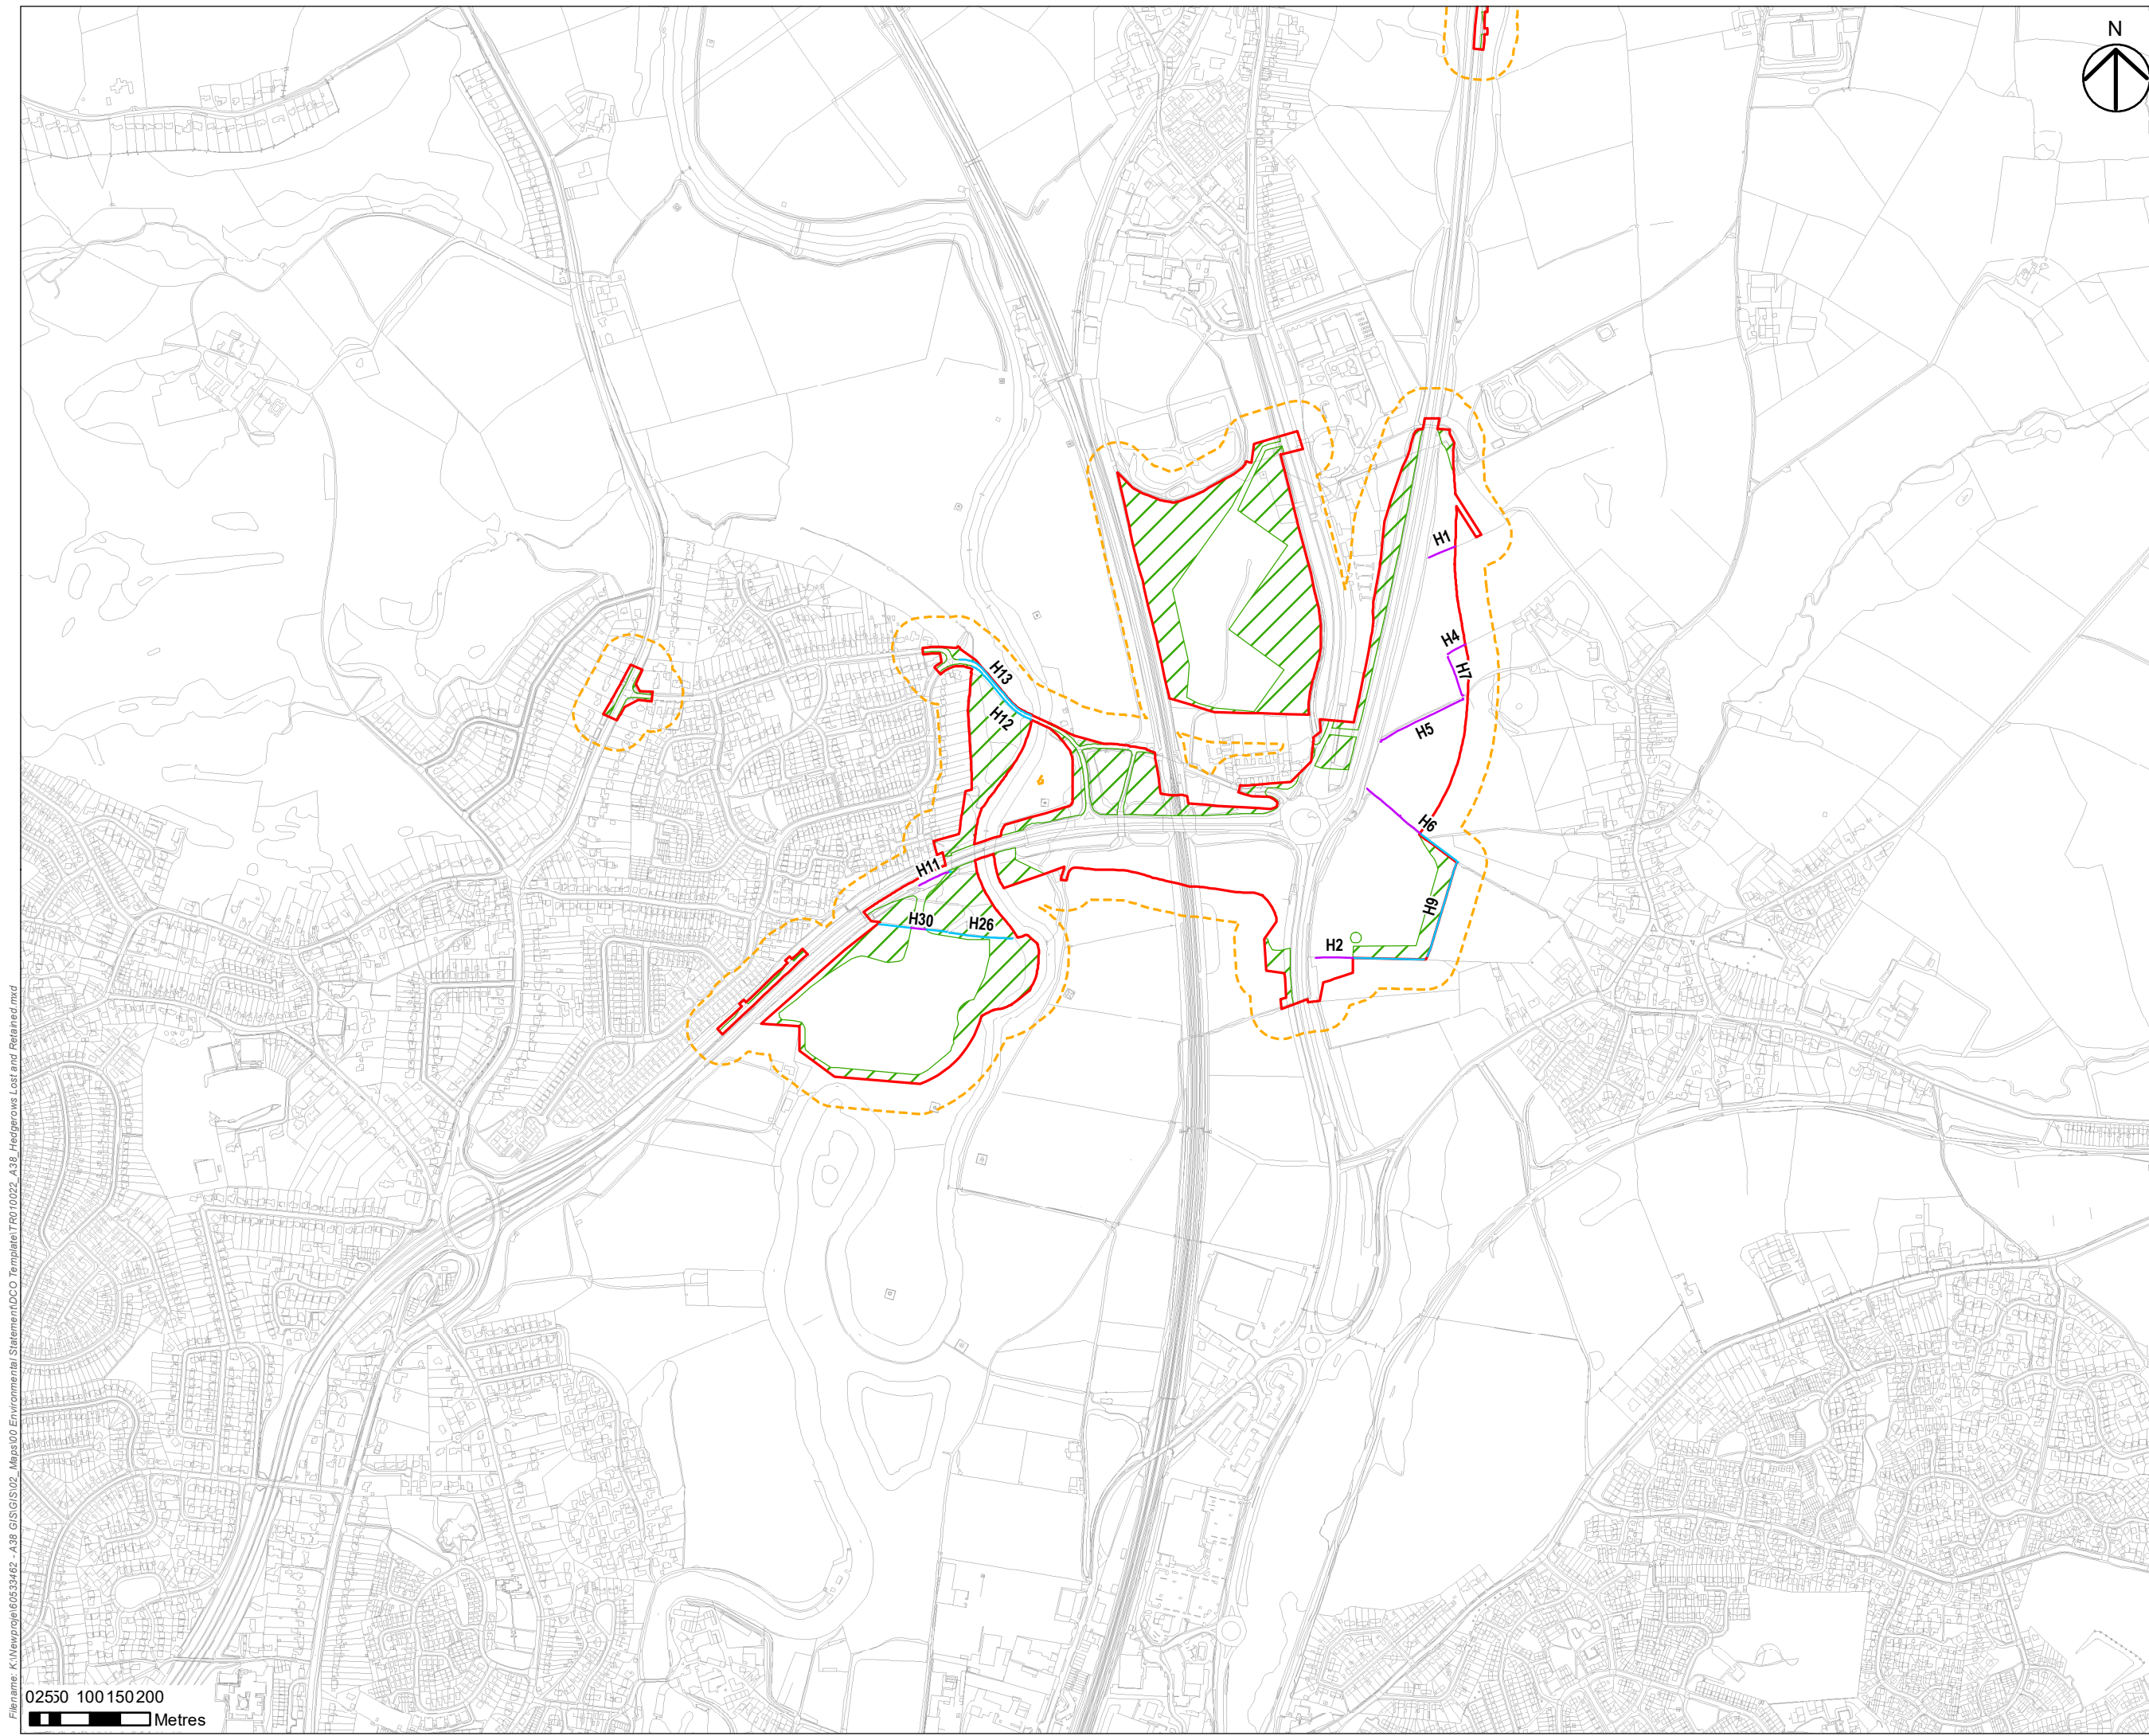 N
H1
H4
H7
H13
H12
H5
H6
H11
H9
H30
H26
H2
Filename: K:\Newproje\60533462 - A38 GIS\GIS\02_Maps\00 Environmental Statement\DCO Template\TR010022_A38_Hedgerows Lost and Retained.mxd
0 25 50 100 150 200
Metres